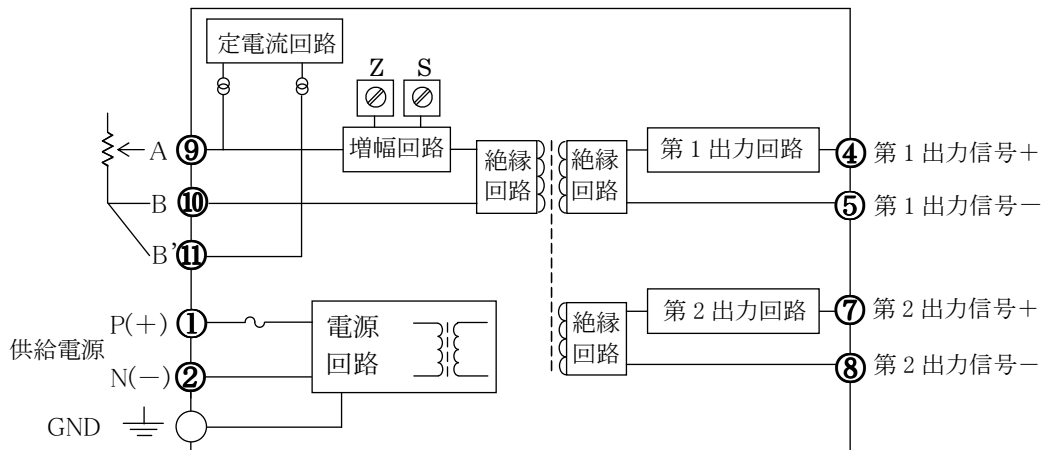 定電流回路
Z S
A ⑨ 増幅回路 絶縁回路 絶縁回路 第1出力回路 ④ 第1出力信号+
B ⑩ ⑤ 第1出力信号−
B' ⑪
P(+) ① 電源回路 絶縁回路 第2出力回路 ⑦ 第2出力信号+
供給電源
N(−) ② ⑧ 第2出力信号−
GND